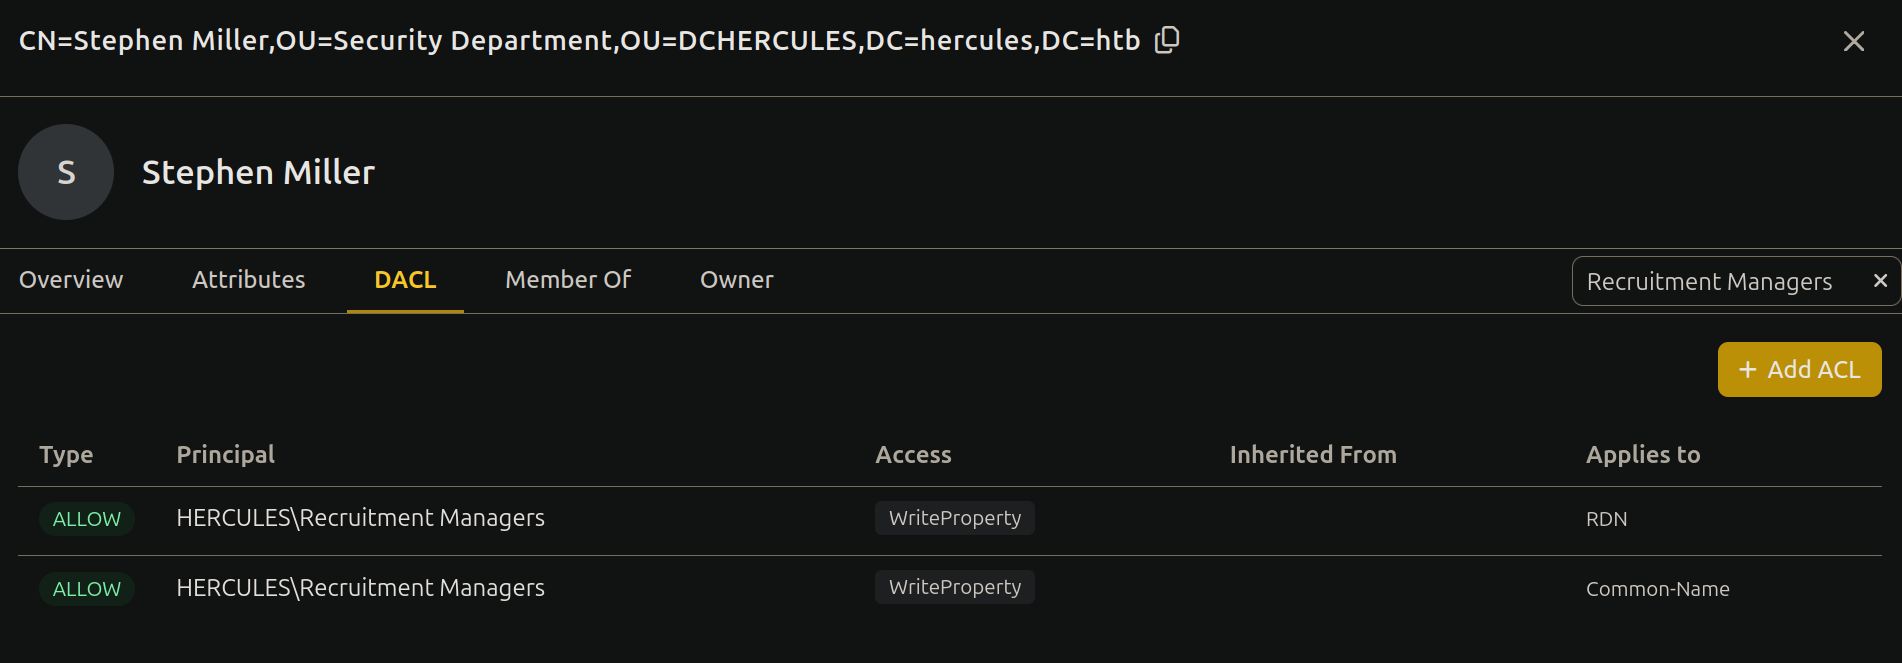 CN=Stephen Miller,OU=Security Department,OU=DCHERCULES,DC=hercules,DC=htb
S
Stephen Miller
Overview Attributes DACL Member Of Owner Recruitment Managers
+ Add ACL
Type Principal Access Inherited From Applies to
ALLOW HERCULES\Recruitment Managers WriteProperty RDN
ALLOW HERCULES\Recruitment Managers WriteProperty Common-Name